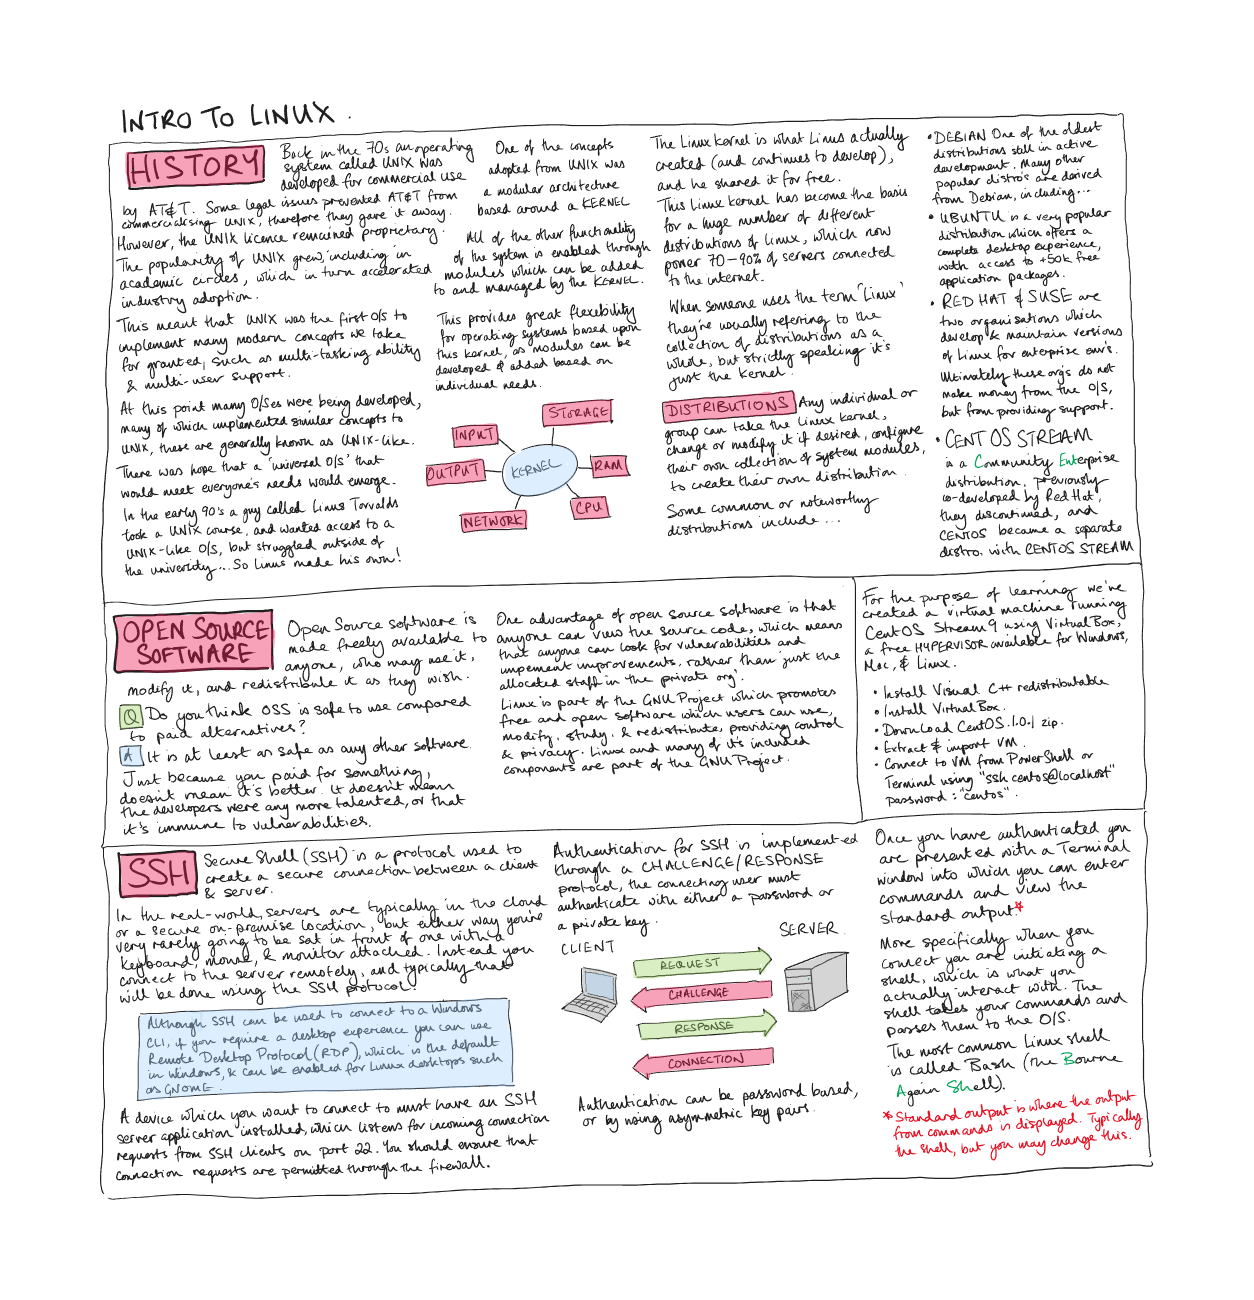 INTRO TO LINUX.
HISTORY
Back in the 70s an operating
system called UNIX was
developed for commercial use
by AT&T. Some legal issues prevented AT&T from
commercialising UNIX, therefore they gave it away.
However, the UNIX licence remained proprietary.
The popularity of UNIX grew, including in
academic circles, which in turn accelerated
industry adoption.
This meant that UNIX was the first O/S to
implement many modern concepts we take
for granted, such as multi-tasking ability
& multi-user support.
At this point many O/Ses were being developed,
many of which implemented similar concepts to
UNIX, these are generally known as UNIX-like.
There was hope that a 'universal O/S' that
would meet everyone's needs would emerge.
In the early 90's a guy called Linus Torvalds
took a UNIX course, and wanted access to a
UNIX-like O/S, but struggled outside of
the univeristy... So Linus made his own!
One of the concepts
adopted from UNIX was
a modular architecture
based around a KERNEL
All of the other functionality
of the system is enabled through
modules which can be added
to and managed by the KERNEL.
This provides great flexibility
for operating systems based upon
this kernel, as modules can be
developed & added based on
individual needs.
STORAGE
INPUT
KERNEL
OUTPUT
RAM
NETWORK
CPU
The Linux kernel is what Linus actually
created (and continues to develop),
and he shared it for free.
This Linux kernel has become the basis
for a huge number of different
distributions of Linux, which now
power 70-90% of servers connected
to the internet.
When someone uses the term 'Linux'
they're usually referring to the
collection of distributions as a
whole, but strictly speaking it's
just the kernel.
DISTRIBUTIONS
Any individual or
group can take the Linux kernel,
change or modify it if desired, configure
their own collection of system modules,
to create their own distribution.
Some common or noteworthy
distributions include...
• DEBIAN One of the oldest
distributions still in active
development. Many other
popular distro's are derived
from Debian, including...
• UBUNTU is a very popular
distribution which offers a
complete desktop experience,
with access to +50k free
application packages.
• RED HAT & SUSE are
two organisations which
develop & maintain versions
of Linux for enterprise env's.
Ultimately these orgs do not
make money from the O/S,
but from providing support.
• CENT OS STREAM
is a Community Enterprise
distribution, previously
co-developed by Red Hat,
they discontinued, and
CENTOS became a separate
distro. with CENTOS STREAM
OPEN SOURCE
SOFTWARE
Open Source software is
made freely available to
anyone, who may use it,
modify it, and redistribute it as they wish.
Q Do you think OSS is safe to use compared
to paid alternatives?
A It is at least as safe as any other software.
Just because you paid for something,
doesn't mean it's better. It doesn't mean
the developers were any more talented, or that
it's immune to vulnerabilities.
One advantage of open source software is that
anyone can view the source code, which means
that anyone can look for vulnerabilities and
impement improvements, rather than 'just the
allocated staff in the private org'.
Linux is part of the GNU Project which promotes
free and open software which users can use,
modify, study, & redistribute, providing control
& privacy. Linux and many of it's included
components are part of the GNU Project.
For the purpose of learning we've
created a virtual machine running
CentOS Stream 9 using VirtualBox,
a free HYPERVISOR available for Windows,
Mac, & Linux.
• Install Visual C++ redistributable
• Install VirtualBox.
• Download CentOS.1.0.1 zip.
• Extract & import VM.
• Connect to VM from PowerShell or
Terminal using "ssh centos@localhost"
password: "centos".
SSH
Secure Shell (SSH) is a protocol used to
create a secure connection between a client
& server.
In the real-world, servers are typically in the cloud
or a secure on-premise location, but either way you're
very rarely going to be sat in front of one with a
keyboard, mouse, & monitor attached. Instead you
connect to the server remotely, and typically that
will be done using the SSH protocol.
Although SSH can be used to connect to a Windows
CLI, if you require a desktop experience you can use
Remote Desktop Protocol (RDP), which is the default
in Windows, & can be enabled for Linux desktops such
as GNOME.
A device which you want to connect to must have an SSH
server application installed, which listens for incoming connection
requests from SSH clients on port 22. You should ensure that
connection requests are permitted through the firewall.
Authentication for SSH is implemented
through a CHALLENGE/RESPONSE
protocol, the connecting user must
authenticate with either a password or
a private key.
CLIENT
SERVER
REQUEST
CHALLENGE
RESPONSE
CONNECTION
Authentication can be password based,
or by using asymmetric key pairs.
Once you have authenticated you
are presented with a Terminal
window into which you can enter
commands and view the
standard output.*
More specifically when you
connect you are initiating a
shell, which is what you
actually interact with. The
shell takes your commands and
passes them to the O/S.
The most common Linux shell
is called Bash (the Bourne
Again Shell).
* Standard output is where the output
from commands is displayed. Typically
the shell, but you may change this.